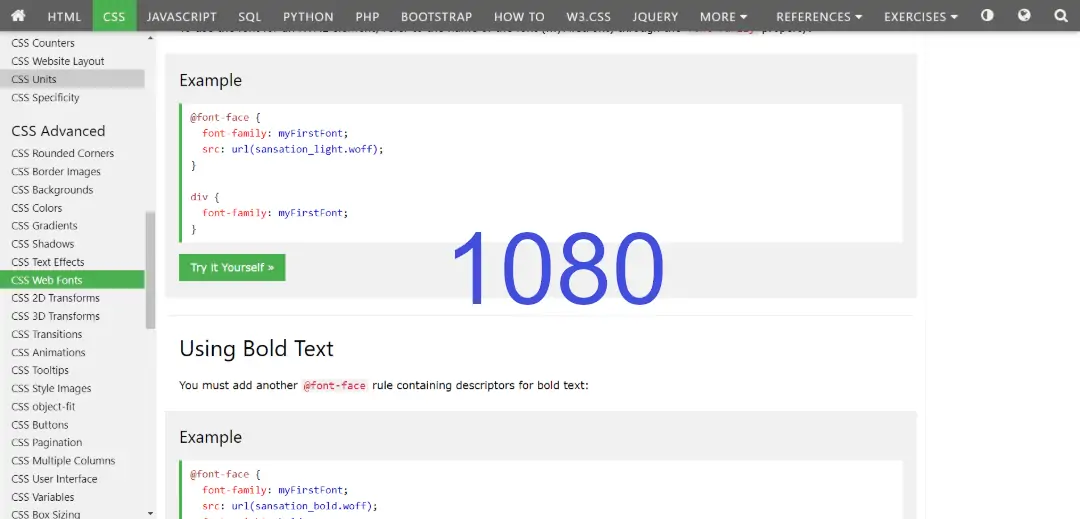 HTML CSS JAVASCRIPT SQL PYTHON PHP BOOTSTRAP HOW TO W3.CSS JQUERY MORE REFERENCES EXERCISES
CSS Counters
CSS Website Layout
CSS Units
CSS Specificity
CSS Advanced
CSS Rounded Corners
CSS Border Images
CSS Backgrounds
CSS Colors
CSS Gradients
CSS Shadows
CSS Text Effects
CSS Web Fonts
CSS 2D Transforms
CSS 3D Transforms
CSS Transitions
CSS Animations
CSS Tooltips
CSS Style Images
CSS object-fit
CSS Buttons
CSS Pagination
CSS Multiple Columns
CSS User Interface
CSS Variables
CSS Box Sizing
Example
@font-face {
font-family: myFirstFont;
src: url(sansation_light.woff);
}
div {
font-family: myFirstFont;
}
Try it Yourself »
1080
Using Bold Text
You must add another @font-face rule containing descriptors for bold text:
Example
@font-face {
font-family: myFirstFont;
src: url(sansation_bold.woff);